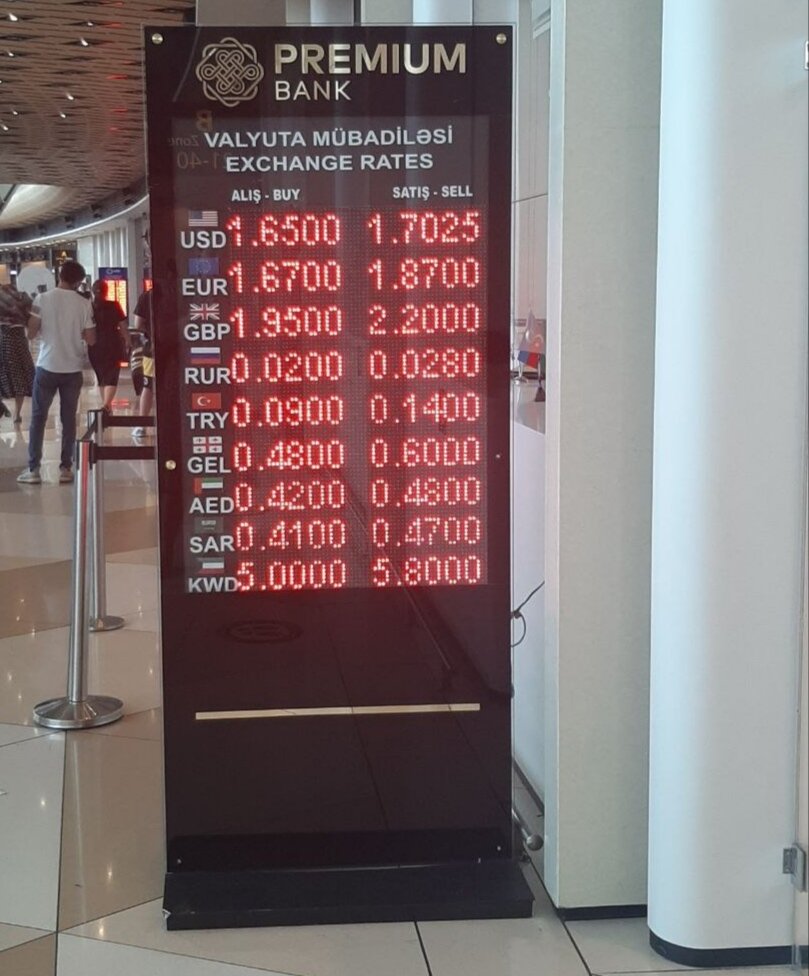 PREMIUM
BANK
VALYUTA MÜBADİLƏSİ
EXCHANGE RATES
ALIŞ - BUY SATIŞ - SELL
USD 1.6500 1.7025
EUR 1.6700 1.8700
GBP 1.9500 2.2000
RUR 0.0200 0.0280
TRY 0.0900 0.1400
GEL 0.4800 0.6000
AED 0.4200 0.4800
SAR 0.4100 0.4700
KWD 5.0000 5.8000